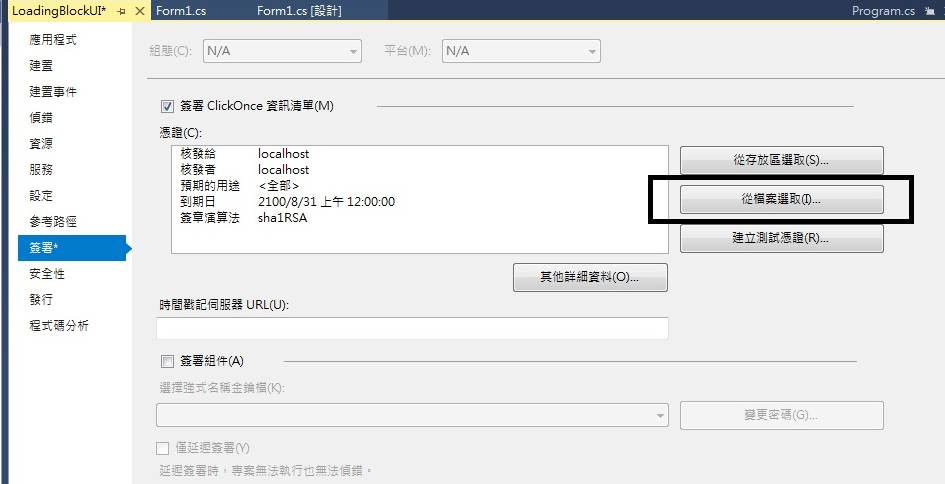 LoadingBlockUI* Form1.cs Form1.cs [設計] Program.cs
應用程式
建置
建置事件
偵錯
資源
服務
設定
參考路徑
簽署*
安全性
發行
程式碼分析
組態(C): N/A 平台(M): N/A
簽署 ClickOnce 資訊清單(M)
憑證(C):
核發給 localhost
核發者 localhost
預期的用途 <全部>
到期日 2100/8/31 上午 12:00:00
簽章演算法 sha1RSA
從存放區選取(S)...
從檔案選取(I)...
建立測試憑證(R)...
其他詳細資料(O)...
時間戳記伺服器 URL(U):
簽署組件(A)
選擇強式名稱金鑰檔(K):
變更密碼(G)...
僅延遲簽署(Y)
延遲簽署時，專案無法執行也無法偵錯。